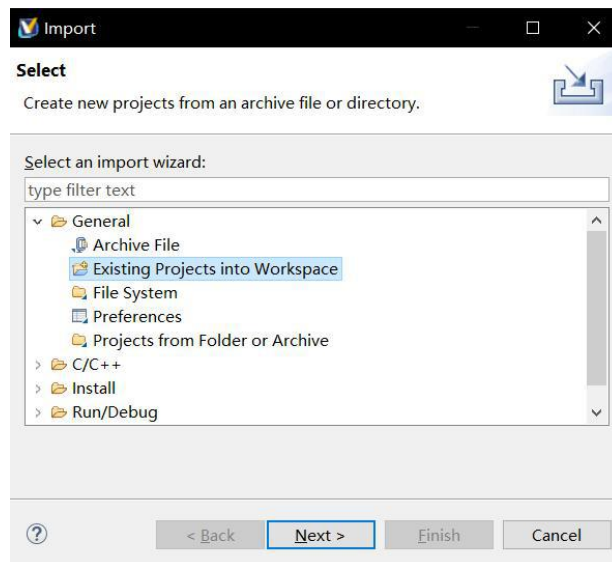 Import
Select
Create new projects from an archive file or directory.
Select an import wizard:
type filter text
General
Archive File
Existing Projects into Workspace
File System
Preferences
Projects from Folder or Archive
C/C++
Install
Run/Debug
?
< Back Next > Finish Cancel